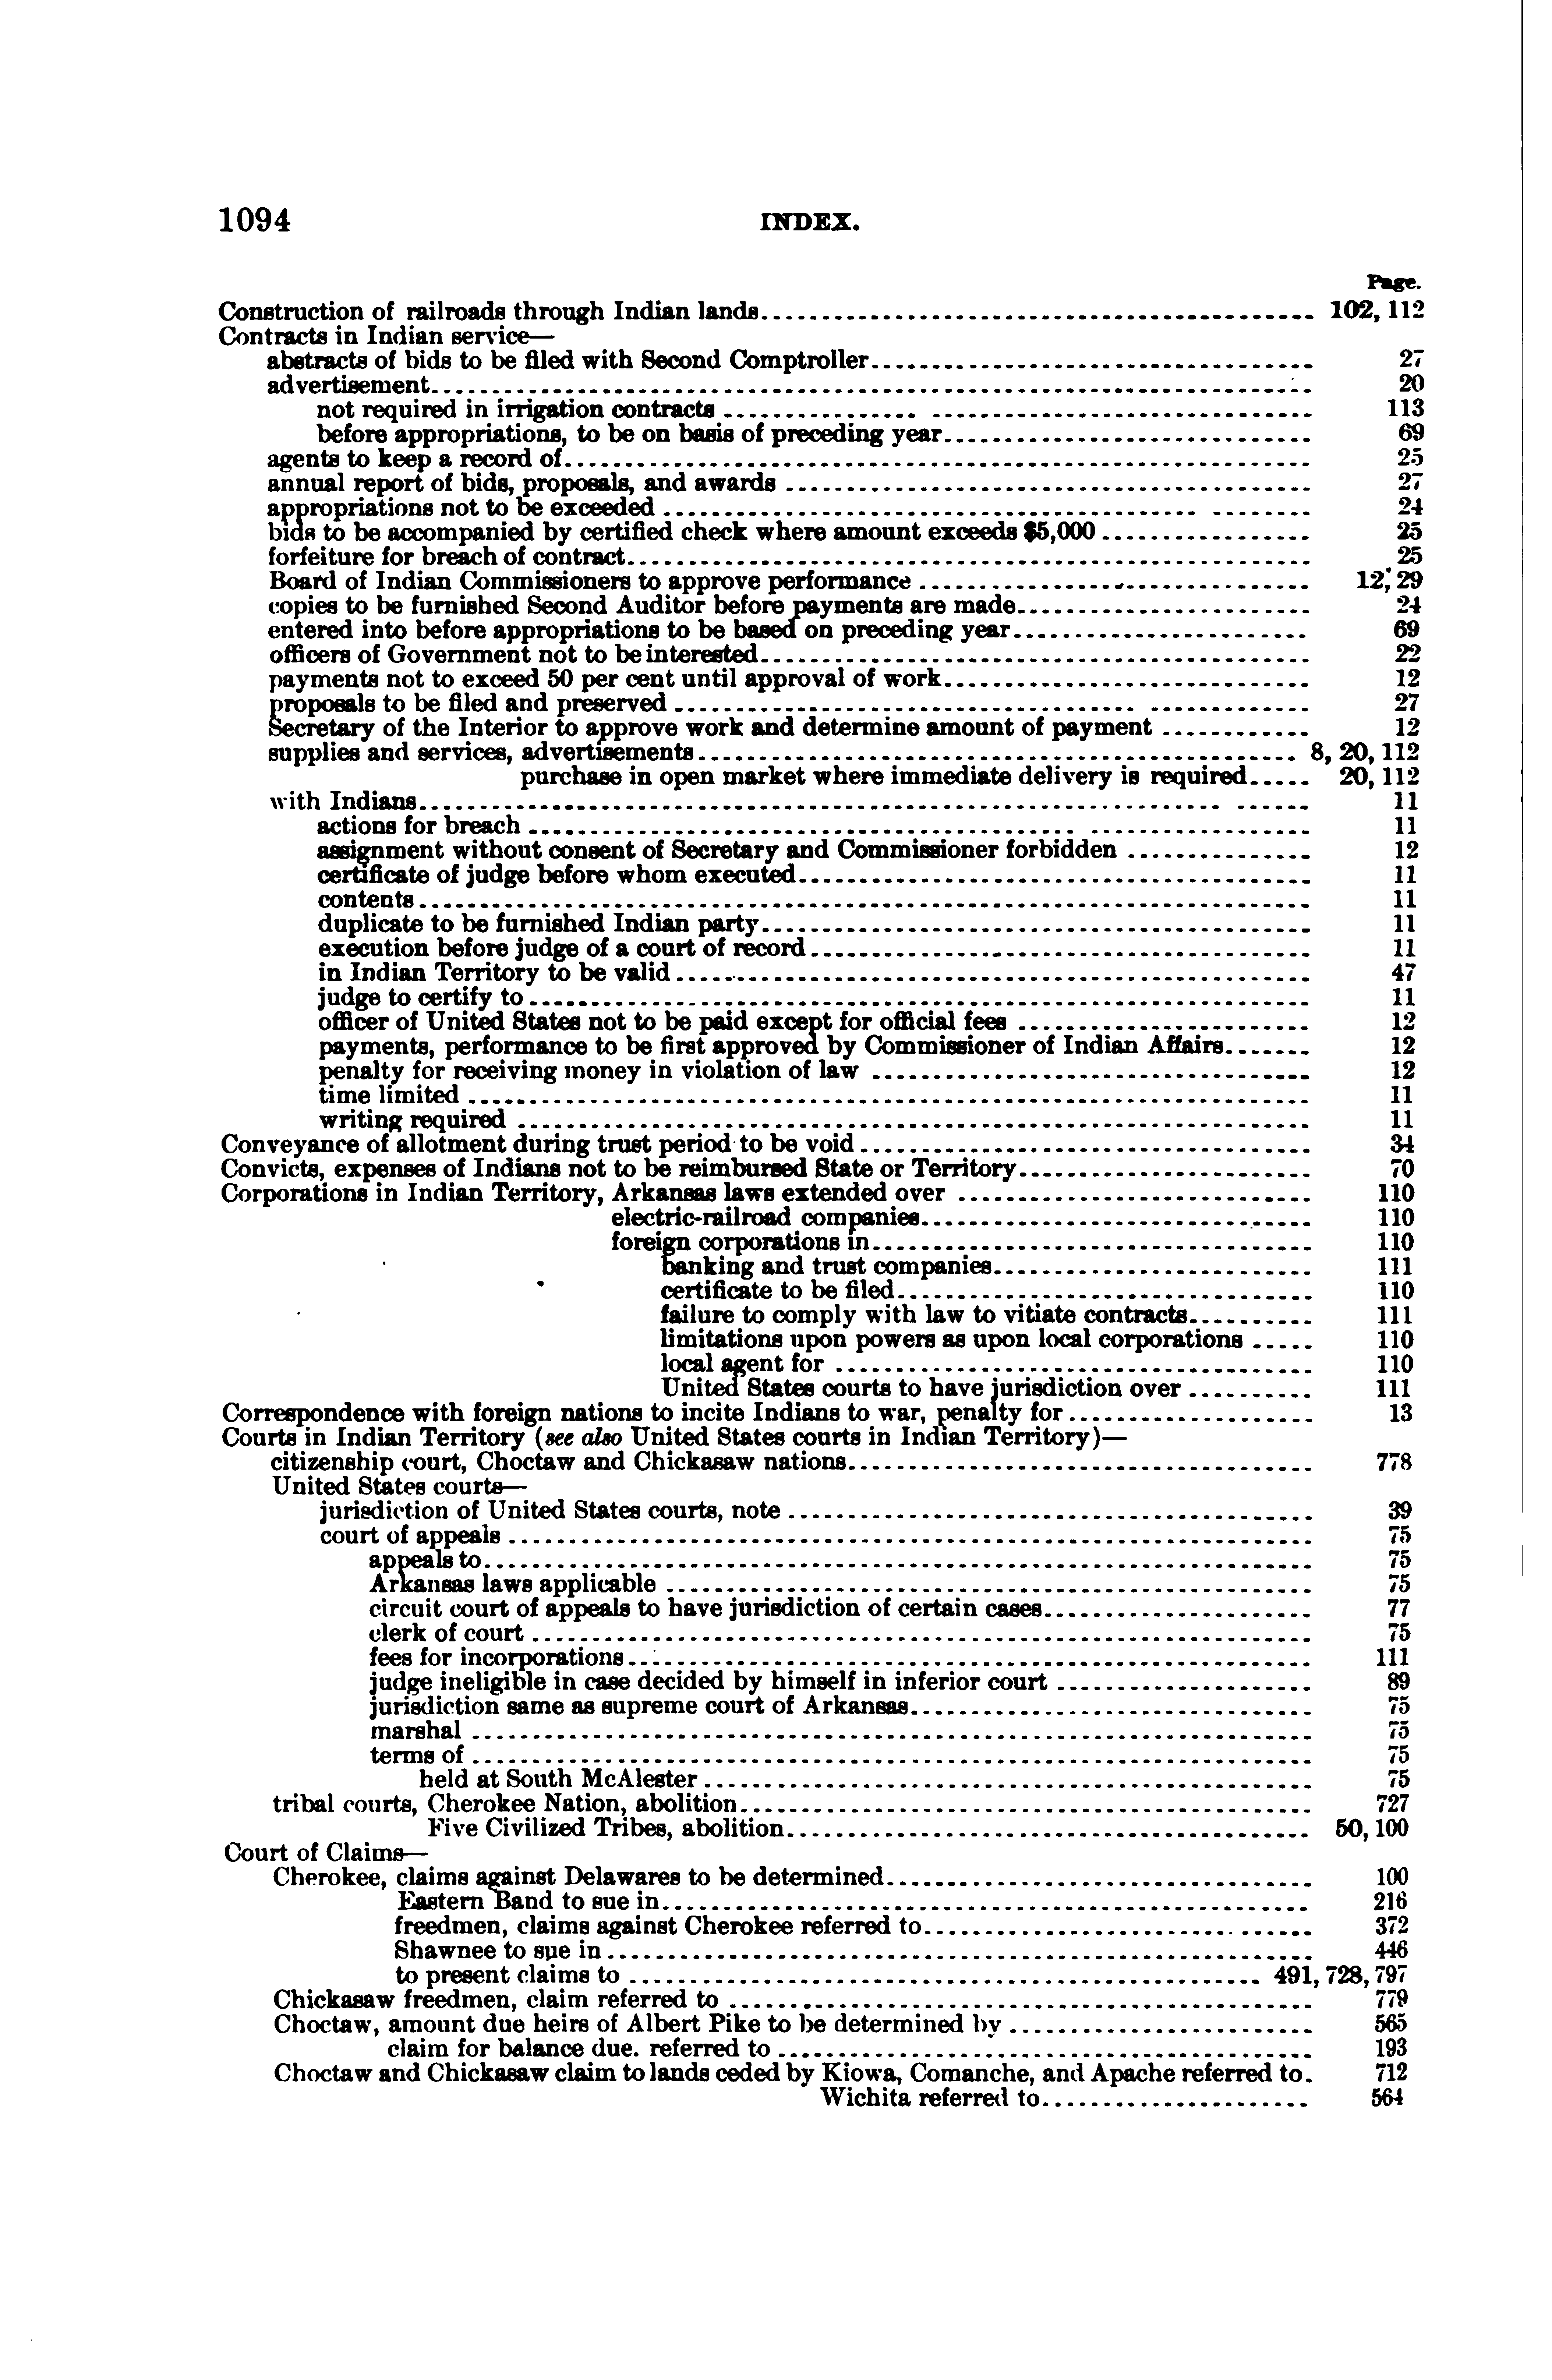 1094 INDEX.
Page.
Construction of railroads through Indian lands.......... 102, 112
Contracts in Indian service—
abstracts of bids to be filed with Second Comptroller.......... 27
advertisement.......... 20
not required in irrigation contracts.......... 113
before appropriations, to be on basis of preceding year.......... 69
agents to keep a record of.......... 25
annual report of bids, proposals, and awards.......... 27
appropriations not to be exceeded.......... 24
bids to be accompanied by certified check where amount exceeds $5,000.......... 25
forfeiture for breach of contract.......... 25
Board of Indian Commissioners to approve performance.......... 12, 29
copies to be furnished Second Auditor before payments are made.......... 24
entered into before appropriations to be based on preceding year.......... 69
officers of Government not to be interested.......... 22
payments not to exceed 50 per cent until approval of work.......... 12
proposals to be filed and preserved.......... 27
Secretary of the Interior to approve work and determine amount of payment.......... 12
supplies and services, advertisements.......... 8, 20, 112
purchase in open market where immediate delivery is required..... 20, 112
with Indians.......... 11
actions for breach.......... 11
assignment without consent of Secretary and Commissioner forbidden.......... 12
certificate of judge before whom executed.......... 11
contents.......... 11
duplicate to be furnished Indian party.......... 11
execution before judge of a court of record.......... 11
in Indian Territory to be valid.......... 47
judge to certify to.......... 11
officer of United States not to be paid except for official fees.......... 12
payments, performance to be first approved by Commissioner of Indian Affairs....... 12
penalty for receiving money in violation of law.......... 12
time limited.......... 11
writing required.......... 11
Conveyance of allotment during trust period to be void.......... 34
Convicts, expenses of Indians not to be reimbursed State or Territory.......... 70
Corporations in Indian Territory, Arkansas laws extended over.......... 110
electric-railroad companies.......... 110
foreign corporations in.......... 110
banking and trust companies.......... 111
certificate to be filed.......... 110
failure to comply with law to vitiate contracts.......... 111
limitations upon powers as upon local corporations..... 110
local agent for.......... 110
United States courts to have jurisdiction over.......... 111
Correspondence with foreign nations to incite Indians to war, penalty for.......... 13
Courts in Indian Territory (see also United States courts in Indian Territory)—
citizenship court, Choctaw and Chickasaw nations.......... 778
United States courts—
jurisdiction of United States courts, note.......... 39
court of appeals.......... 75
appeals to.......... 75
Arkansas laws applicable.......... 75
circuit court of appeals to have jurisdiction of certain cases.......... 77
clerk of court.......... 75
fees for incorporations.......... 111
judge ineligible in case decided by himself in inferior court.......... 89
jurisdiction same as supreme court of Arkansas.......... 75
marshal.......... 75
terms of.......... 75
held at South McAlester.......... 75
tribal courts, Cherokee Nation, abolition.......... 727
Five Civilized Tribes, abolition.......... 50, 100
Court of Claims—
Cherokee, claims against Delawares to be determined.......... 100
Eastern Band to sue in.......... 216
freedmen, claims against Cherokee referred to.......... 372
Shawnee to sue in.......... 446
to present claims to.......... 491, 728, 797
Chickasaw freedmen, claim referred to.......... 779
Choctaw, amount due heirs of Albert Pike to be determined by.......... 565
claim for balance due. referred to.......... 193
Choctaw and Chickasaw claim to lands ceded by Kiowa, Comanche, and Apache referred to. 712
Wichita referred to.......... 564